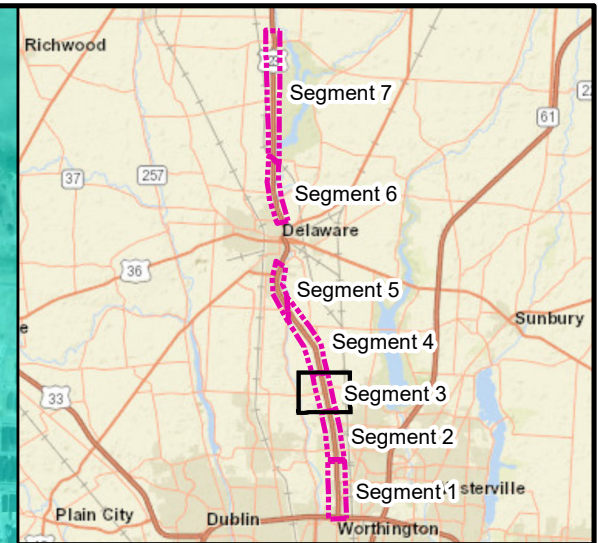 Richwood
Segment 7
61
37
257
Segment 6
Delaware
36
Segment 5
Sunbury
Segment 4
33
Segment 3
Segment 2
Segment 1
sterville
Plain City
Dublin
Worthington